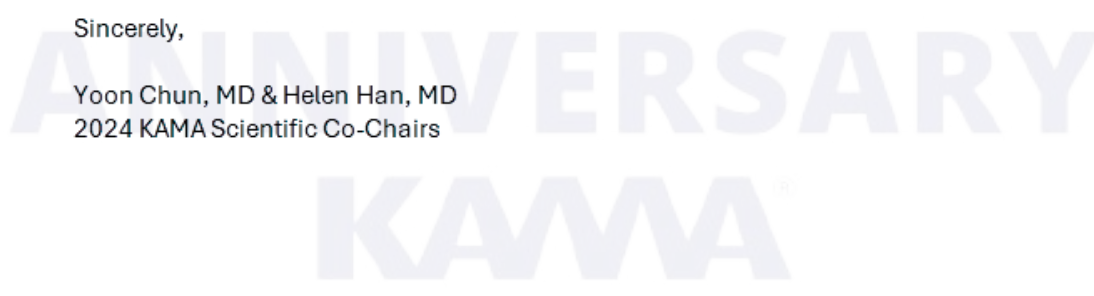 Sincerely,
ANNIVERSARY
Yoon Chun, MD & Helen Han, MD
2024 KAMA Scientific Co-Chairs
KAMA®